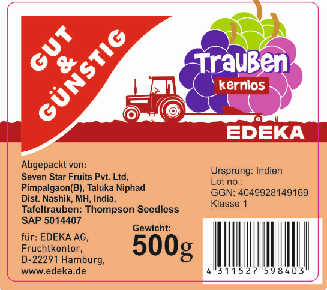 GUT
&
GÜNSTIG
Trauben
kernlos
EDEKA
Abgepackt von:
Seven Star Fruits Pvt. Ltd,
Pimpalgaon(B), Taluka Niphad
Dist. Nashik, MH, India.
Tafeltrauben: Thompson Seedless
SAP 5014407
für: EDEKA AG,
Fruchtkontor,
D-22291 Hamburg,
www.edeka.de
Gewicht:
500g
Ursprung: Indien
Lot no.:
GGN: 4049928149169
Klasse 1
4 311527 598403